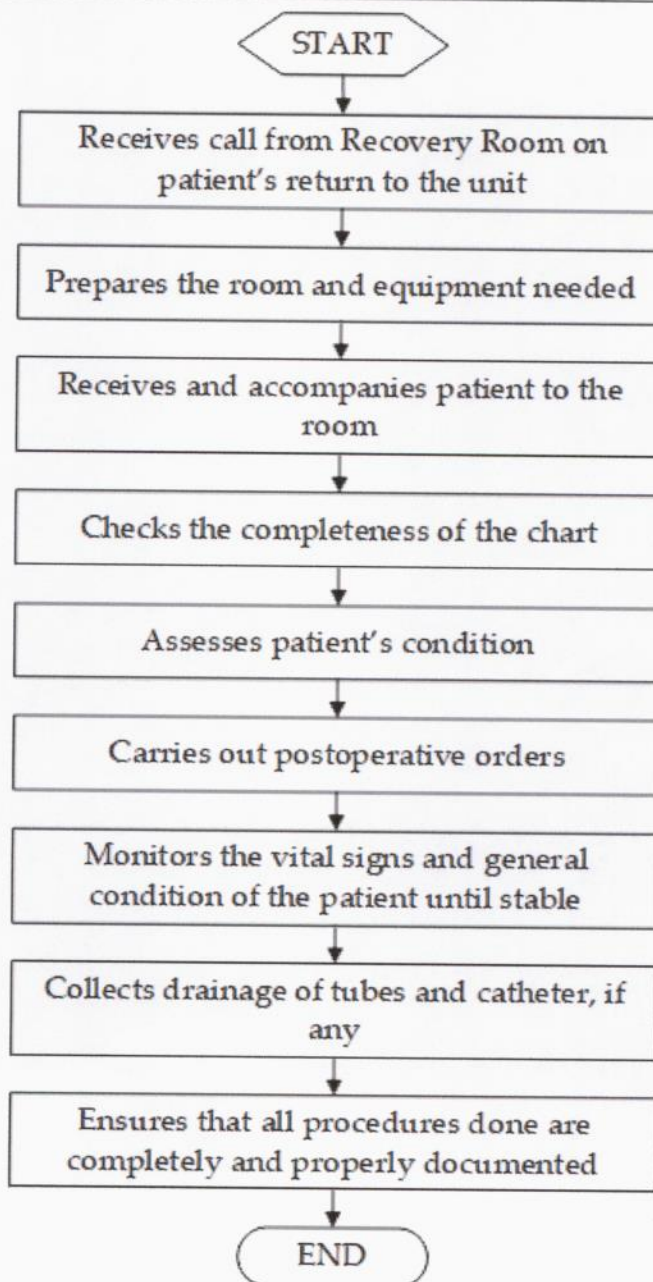 START
Receives call from Recovery Room on
patient's return to the unit
Prepares the room and equipment needed
Receives and accompanies patient to the
room
Checks the completeness of the chart
Assesses patient's condition
Carries out postoperative orders
Monitors the vital signs and general
condition of the patient until stable
Collects drainage of tubes and catheter, if
any
Ensures that all procedures done are
completely and properly documented
END